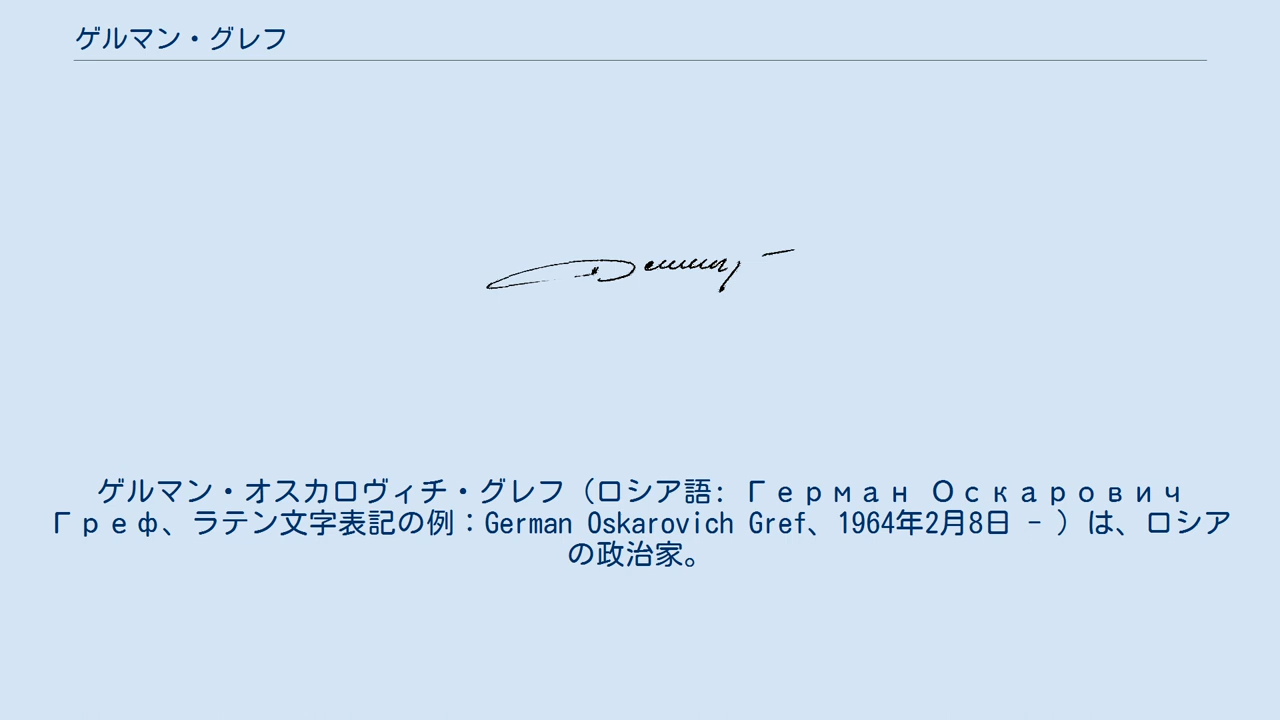 ゲルマン・グレフ
ゲルマン・オスカロヴィチ・グレフ（ロシア語: Герман Оскарович
Греф、ラテン文字表記の例：German Oskarovich Gref、1964年2月8日 - ）は、ロシア
の政治家。